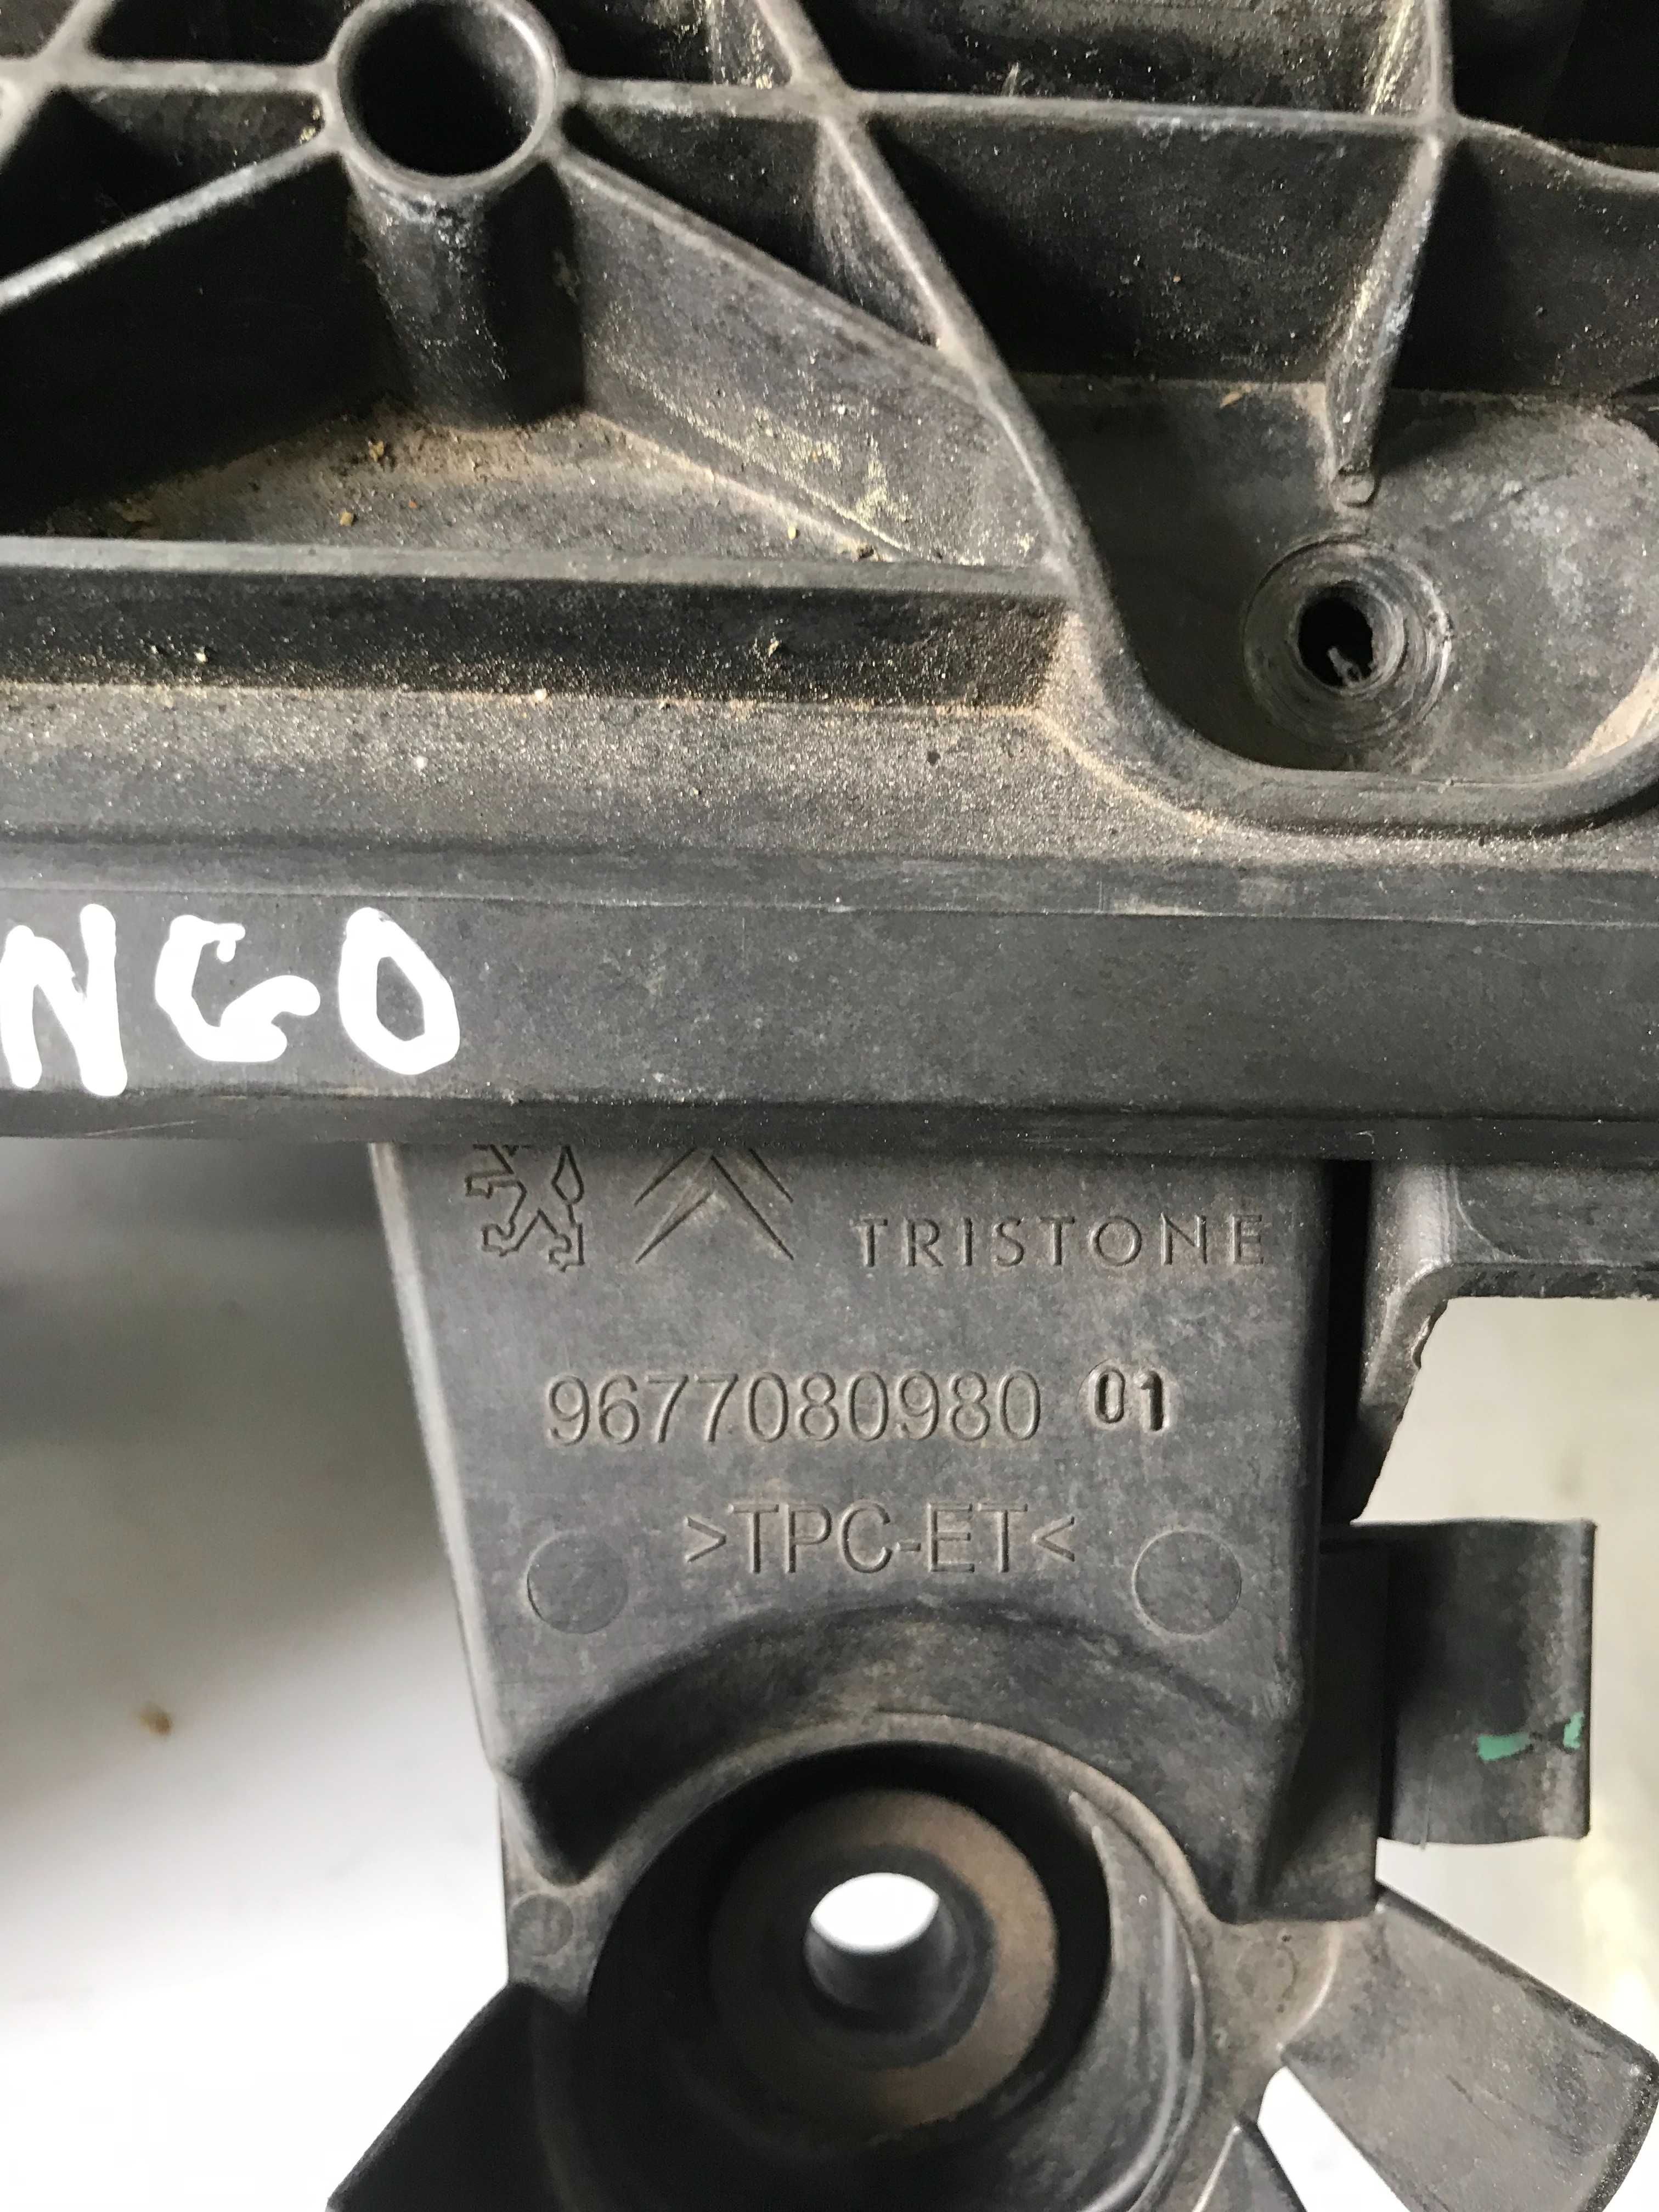 NGO
TRISTONE
9677080980 01
>TPC-ET<